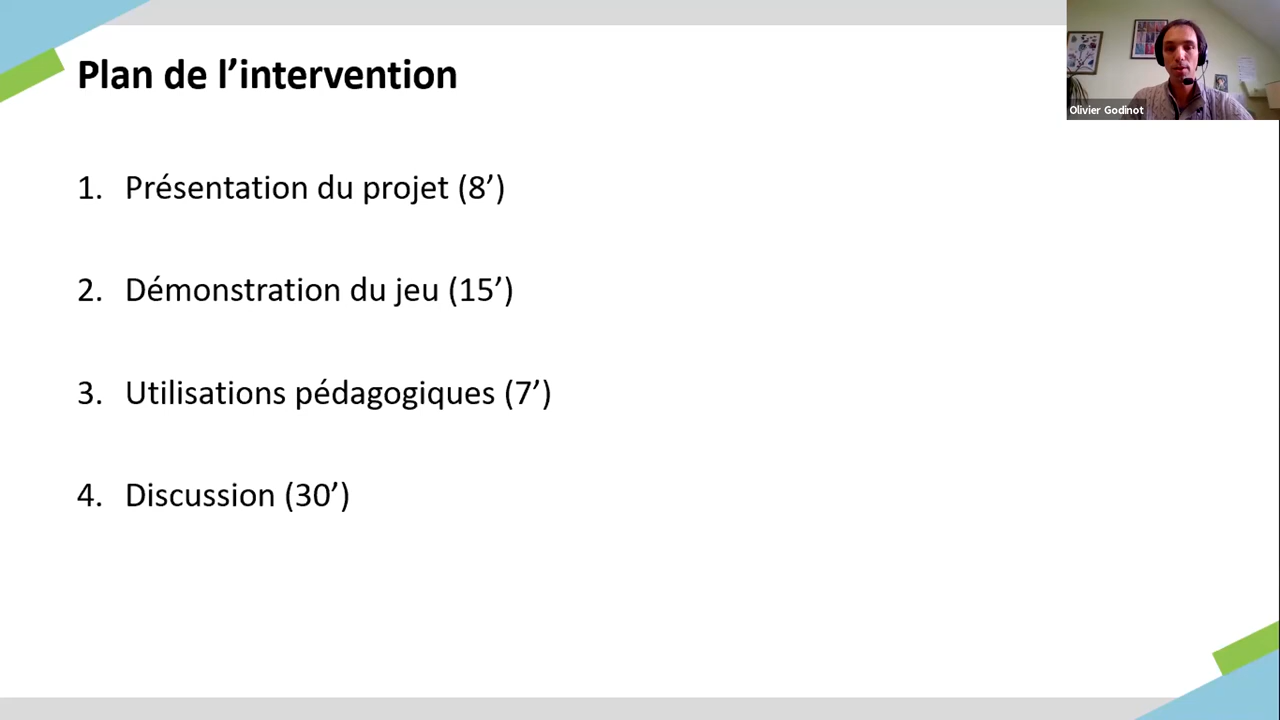 Plan de l’intervention
Olivier Godinot
1. Présentation du projet (8’)
2. Démonstration du jeu (15’)
3. Utilisations pédagogiques (7’)
4. Discussion (30’)